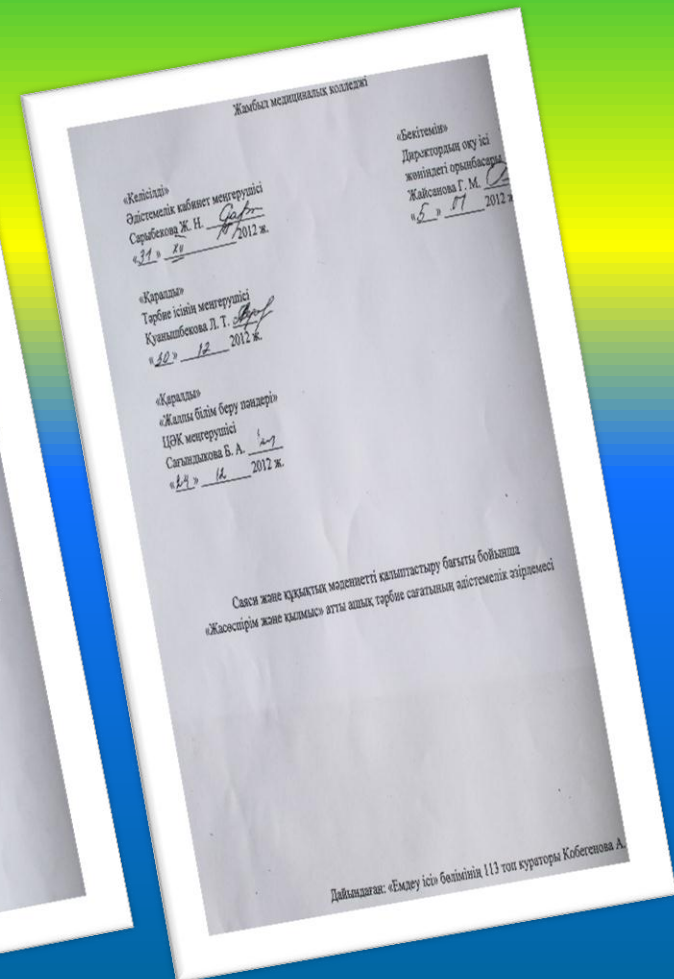 Жамбыл медициналық колледжі
«Келісілді»
Әдістемелік кабинет меңгерушісі
Сарыбекова Ж. Н.
«31» XII 2012 ж.
«Бекітемін»
Директордың оқу ісі
жөніндегі орынбасары
Жайсанова Г. М.
«5» 01 2012 ж
«Қаралды»
Тәрбие ісінің меңгерушісі
Қуанышбекова Л. Т.
«30» 12 2012 ж.
«Қаралды»
«Жалпы білім беру пәндері»
ЦӘК меңгерушісі
Сағындыкова Б. А.
«24» 12 2012 ж.
Саяси және құқықтық мәдениетті қалыптастыру бағыты бойынша
«Жасөспірім және қылмыс» атты ашық тәрбие сағатының әдістемелік әзірлемесі
Дайындаған: «Емдеу ісі» бөлімінің 113 топ кураторы Кобегенова А.